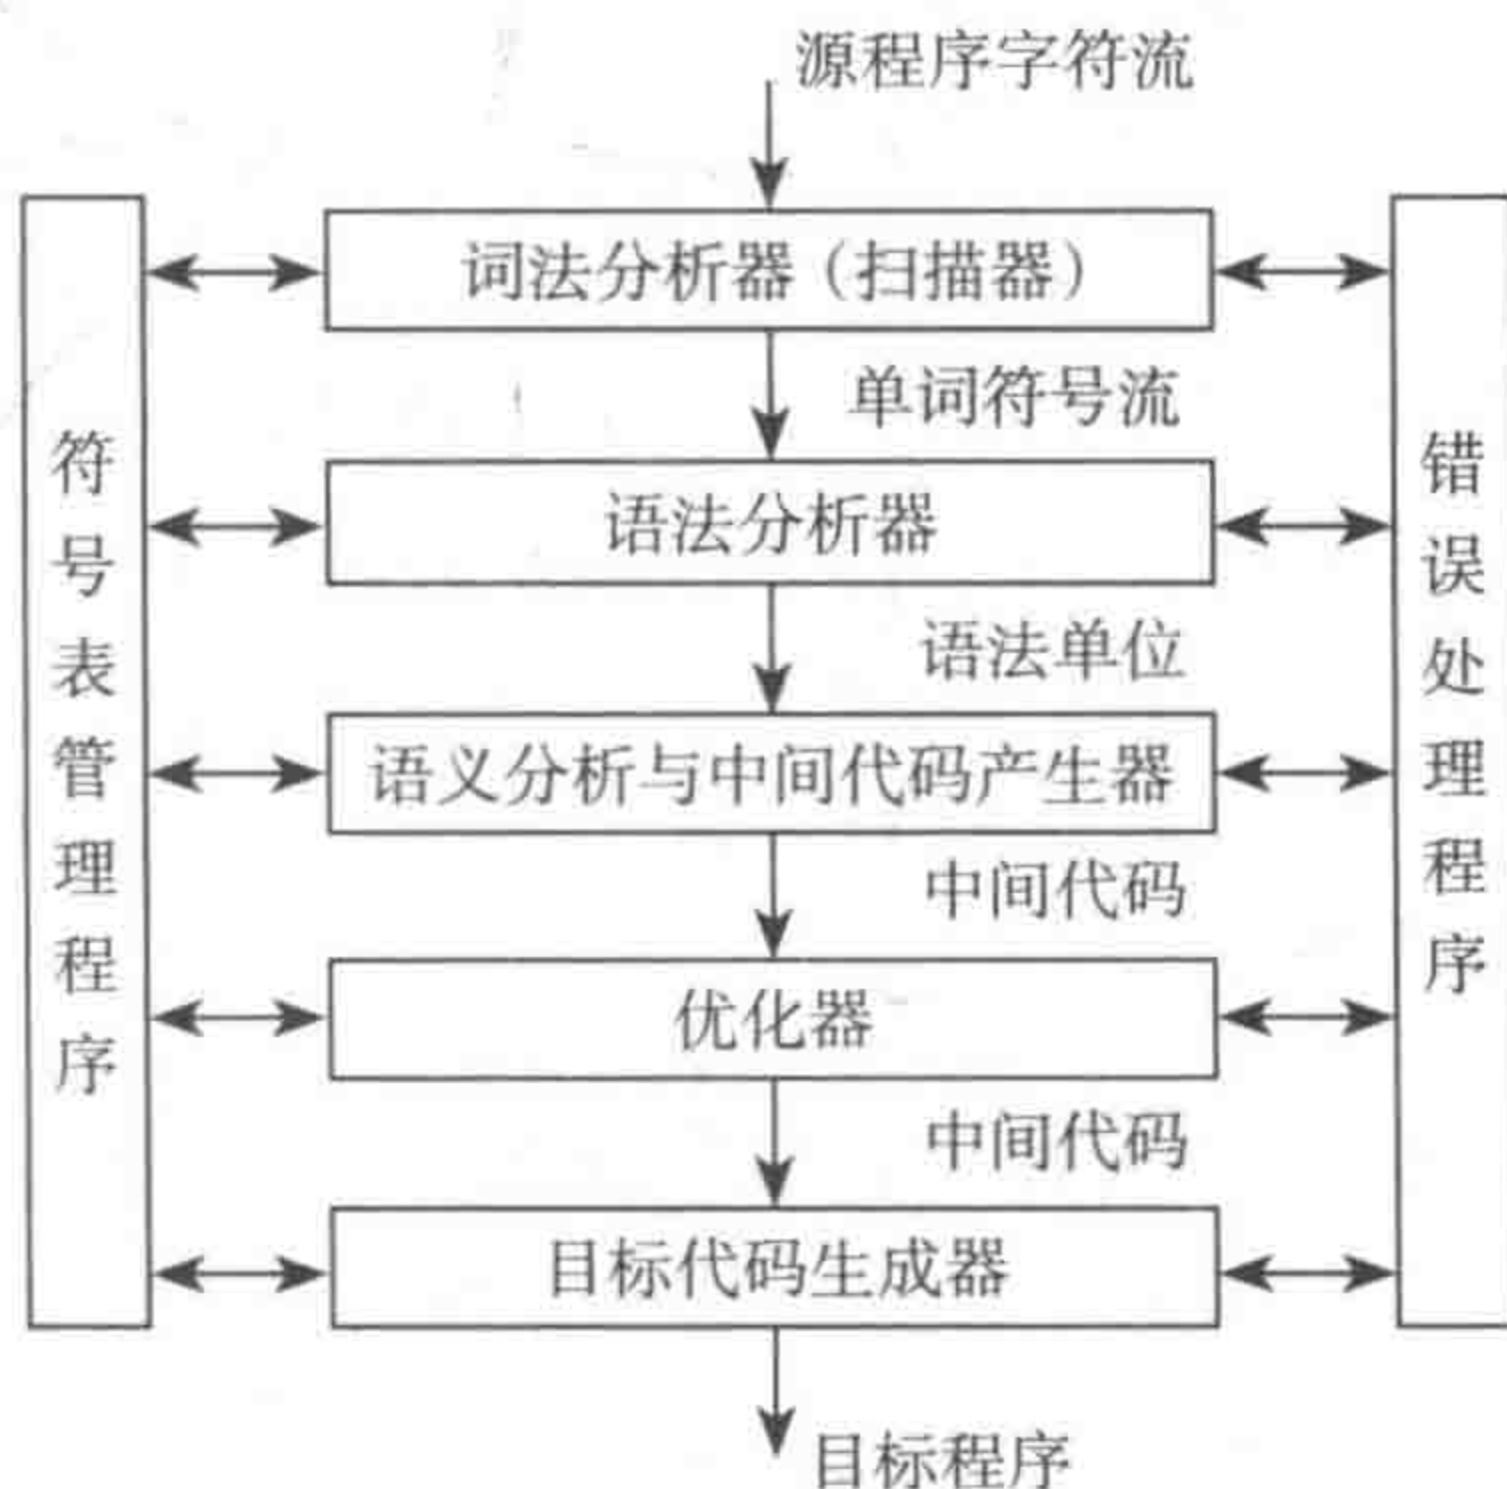 源程序字符流
词法分析器（扫描器）
单词符号流
语法分析器
语法单位
语义分析与中间代码产生器
中间代码
优化器
中间代码
目标代码生成器
目标程序
符号表管理程序
错误处理程序